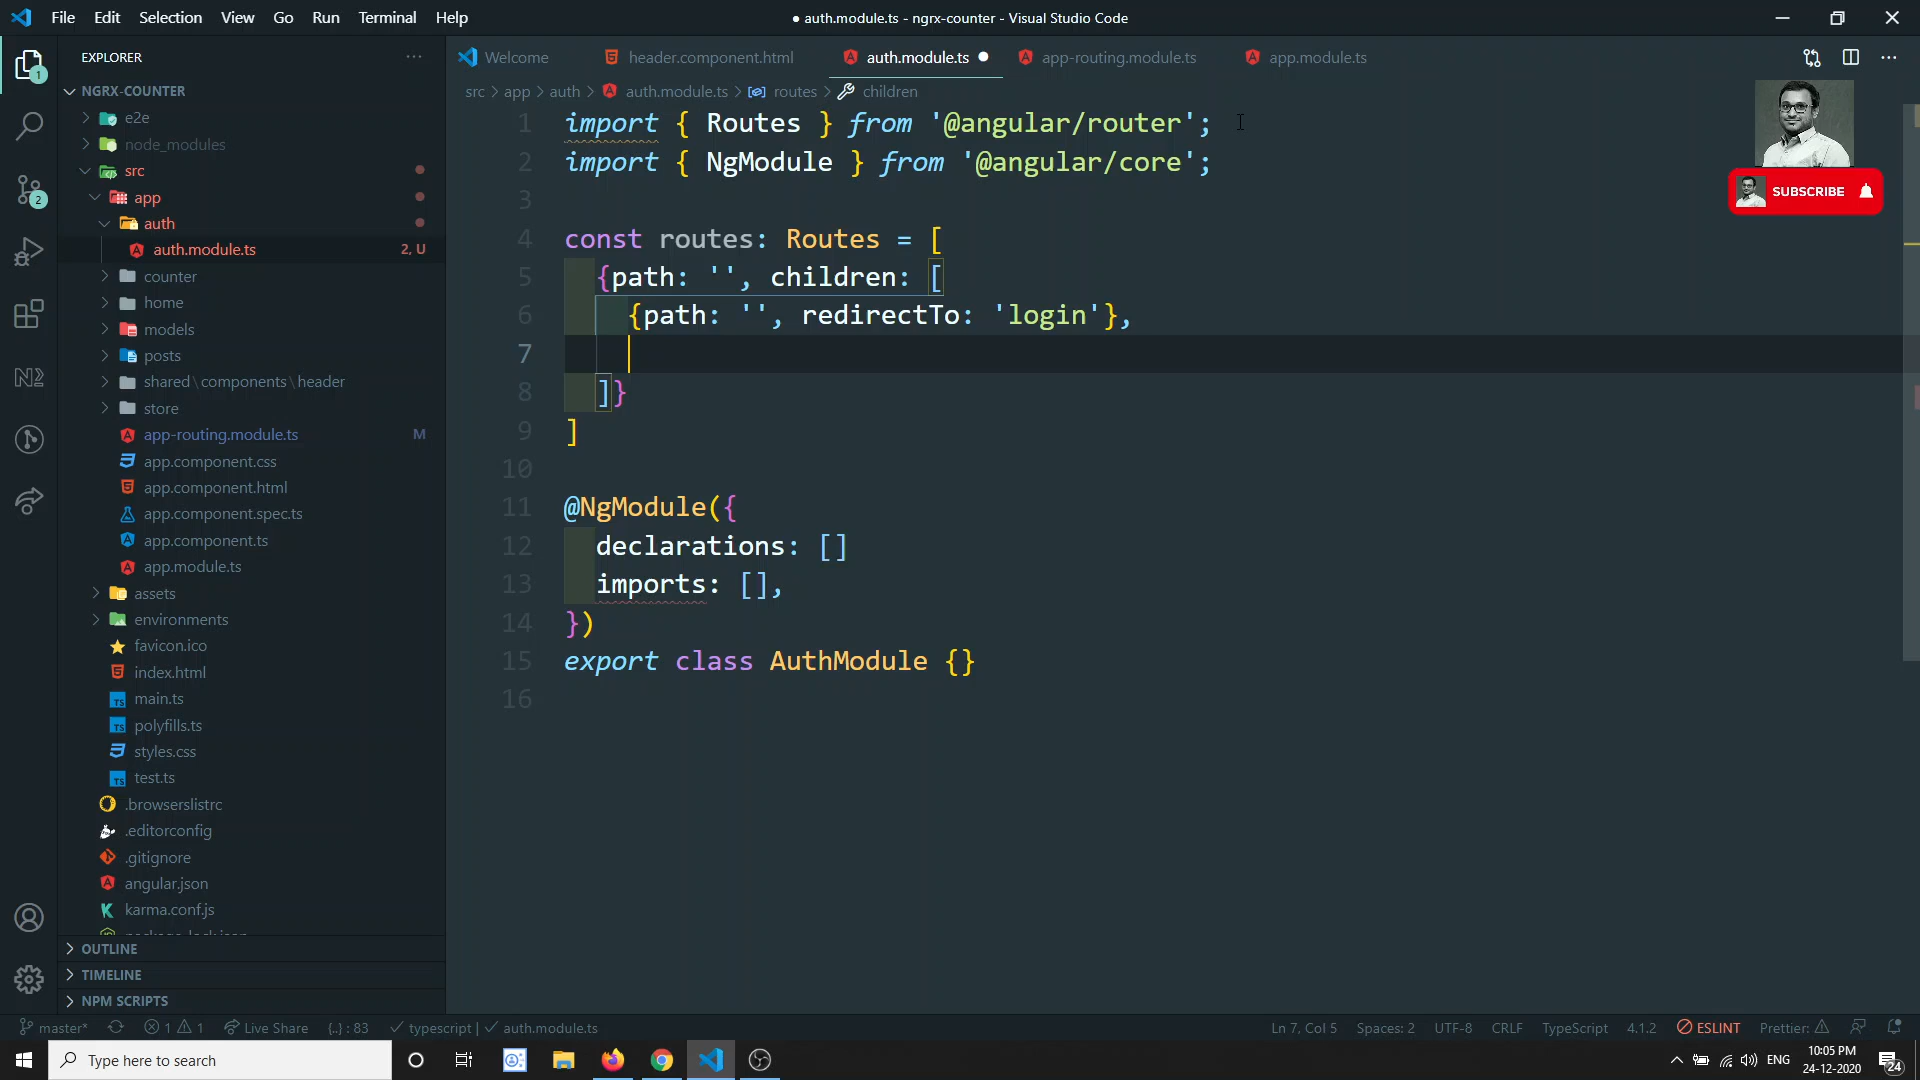 File Edit Selection View Go Run Terminal Help
● auth.module.ts - ngrx-counter - Visual Studio Code
EXPLORER
Welcome
header.component.html
auth.module.ts
app-routing.module.ts
app.module.ts
src > app > auth > auth.module.ts > routes > children
NGRX-COUNTER
e2e
node_modules
src
app
auth
auth.module.ts 2, U
counter
home
models
posts
shared\components\header
store
app-routing.module.ts M
app.component.css
app.component.html
app.component.spec.ts
app.component.ts
app.module.ts
assets
environments
favicon.ico
index.html
main.ts
polyfills.ts
styles.css
test.ts
.browserslistrc
.editorconfig
.gitignore
angular.json
karma.conf.js
OUTLINE
TIMELINE
NPM SCRIPTS
1
2
1 import { Routes } from '@angular/router';
2 import { NgModule } from '@angular/core';
3
4 const routes: Routes = [
5 {path: '', children: [
6 {path: '', redirectTo: 'login'},
7
8 ]}
9 ]
10
11 @NgModule({
12 declarations: []
13 imports: [],
14 })
15 export class AuthModule {}
16
SUBSCRIBE
master* 1 1 Live Share {..} : 83 typescript | auth.module.ts
Ln 7, Col 5 Spaces: 2 UTF-8 CRLF TypeScript 4.1.2 ESLINT Prettier:
Type here to search
ENG
10:05 PM
24-12-2020
24